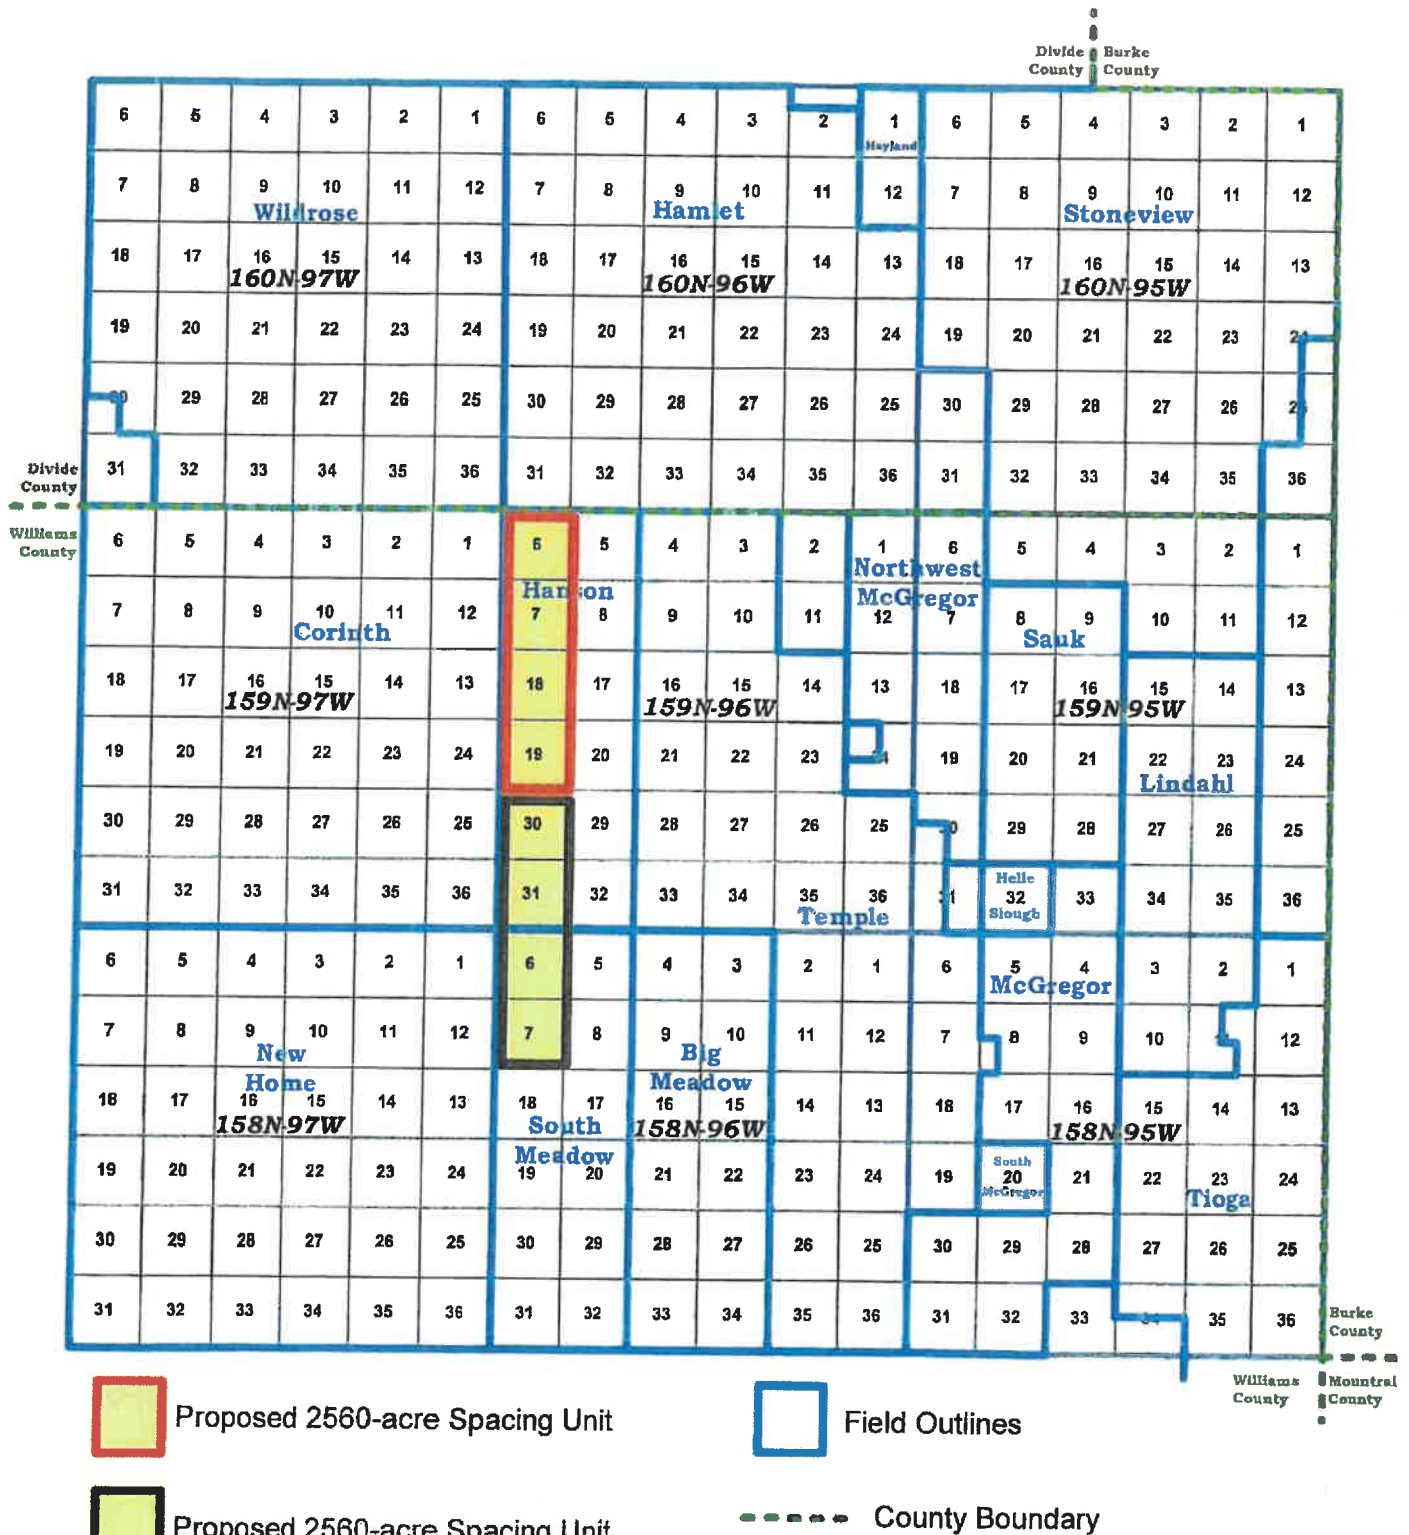 Divide Burke
County County
6 5 4 3 2 1 6 5 4 3 2 1 6 5 4 3 2 1
Hayland
7 8 9 10 11 12 7 8 9 10 11 12 7 8 9 10 11 12
Wildrose Hamlet Stoneview
18 17 16 15 14 13 18 17 16 15 14 13 18 17 16 15 14 13
160N-97W 160N-96W 160N-95W
19 20 21 22 23 24 19 20 21 22 23 24 19 20 21 22 23 24
30 29 28 27 26 25 30 29 28 27 26 25 30 29 28 27 26 25
31 32 33 34 35 36 31 32 33 34 35 36 31 32 33 34 35 36
Divide
County
Williams
County
6 5 4 3 2 1 6 5 4 3 2 1 6 5 4 3 2 1
Hanson Northwest
McGregor
7 8 9 10 11 12 7 8 9 10 11 12 7 8 9 10 11 12
Corinth Sauk
18 17 16 15 14 13 18 17 16 15 14 13 18 17 16 15 14 13
159N-97W 159N-96W 159N-95W
19 20 21 22 23 24 19 20 21 22 23 24 19 20 21 22 23 24
Lindahl
30 29 28 27 26 25 30 29 28 27 26 25 30 29 28 27 26 25
31 32 33 34 35 36 31 32 33 34 35 36 31 32 33 34 35 36
Helle
Slough
Temple
6 5 4 3 2 1 6 5 4 3 2 1 6 5 4 3 2 1
McGregor
7 8 9 10 11 12 7 8 9 10 11 12 7 8 9 10 11 12
New Big
Home Meadow
18 17 16 15 14 13 18 17 16 15 14 13 18 17 16 15 14 13
158N-97W South 158N-96W 158N-95W
Meadow
19 20 21 22 23 24 19 20 21 22 23 24 19 20 21 22 23 24
South
McGregor
Tioga
30 29 28 27 26 25 30 29 28 27 26 25 30 29 28 27 26 25
31 32 33 34 35 36 31 32 33 34 35 36 31 32 33 34 35 36
Burke
County
Williams Mountral
County County
Proposed 2560-acre Spacing Unit
Field Outlines
Proposed 2560-acre Spacing Unit
County Boundary